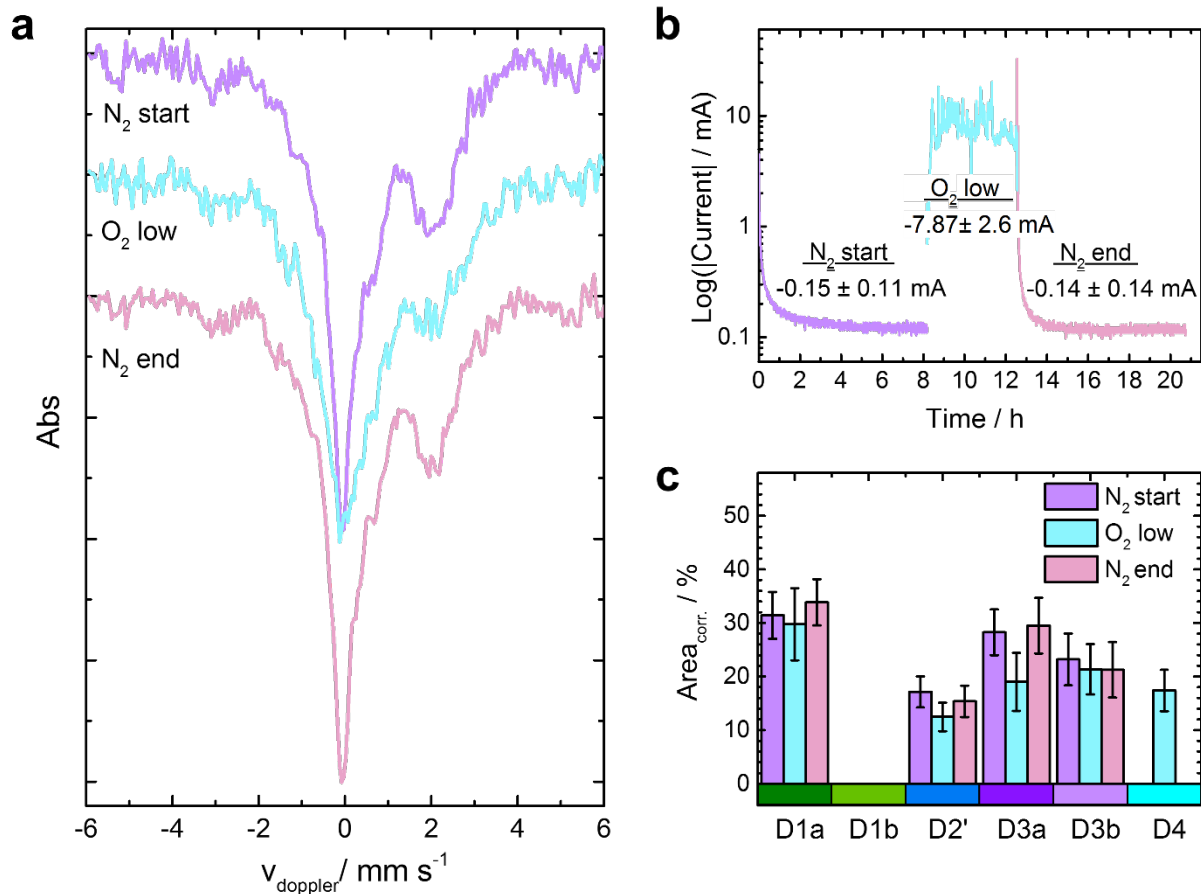 a
N₂ start
O₂ low
N₂ end
Abs
-6 -4 -2 0 2 4 6
v_doppler/ mm s⁻¹
b
Log(|Current| / mA)
10
1
0.1
O₂ low
-7.87± 2.6 mA
N₂ start
-0.15 ± 0.11 mA
N₂ end
-0.14 ± 0.14 mA
0 2 4 6 8 10 12 14 16 18 20
Time / h
c
Area_corr. / %
50
40
30
20
10
0
N₂ start
O₂ low
N₂ end
D1a D1b D2' D3a D3b D4